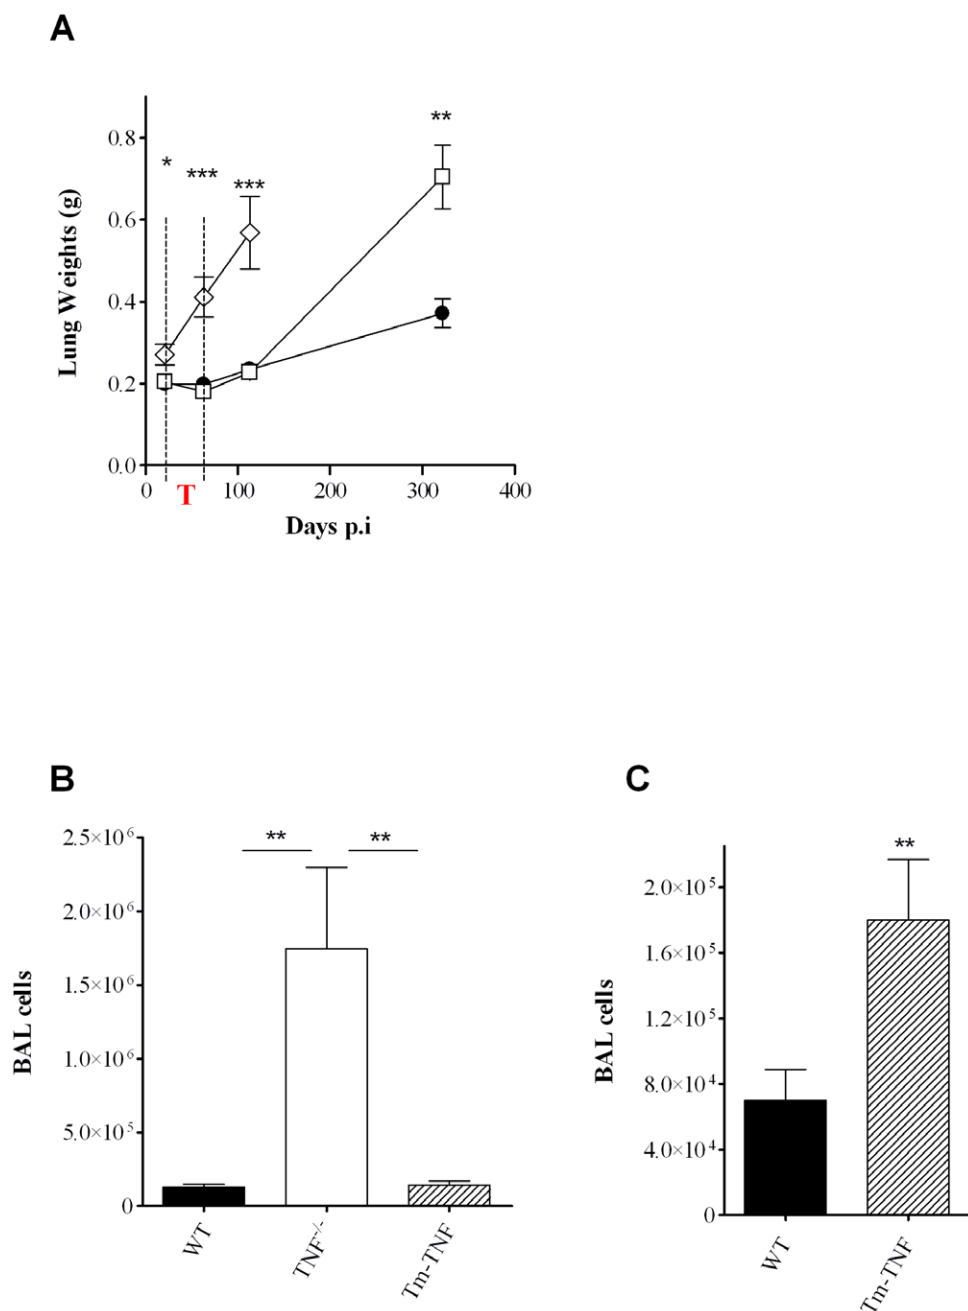 A
**
0.8
*
***
***
0.6
Lung Weights (g)
0.4
0.2
0.0
0
T
100
200
300
400
Days p.i
B
C
2.5×10⁶
**
**
**
2.0×10⁶
2.0×10⁵
1.5×10⁶
1.6×10⁵
BAL cells
1.2×10⁵
BAL cells
1.0×10⁶
8.0×10⁴
5.0×10⁵
4.0×10⁴
0
0
WT
TNF⁻/⁻
Tm-TNF
WT
Tm-TNF